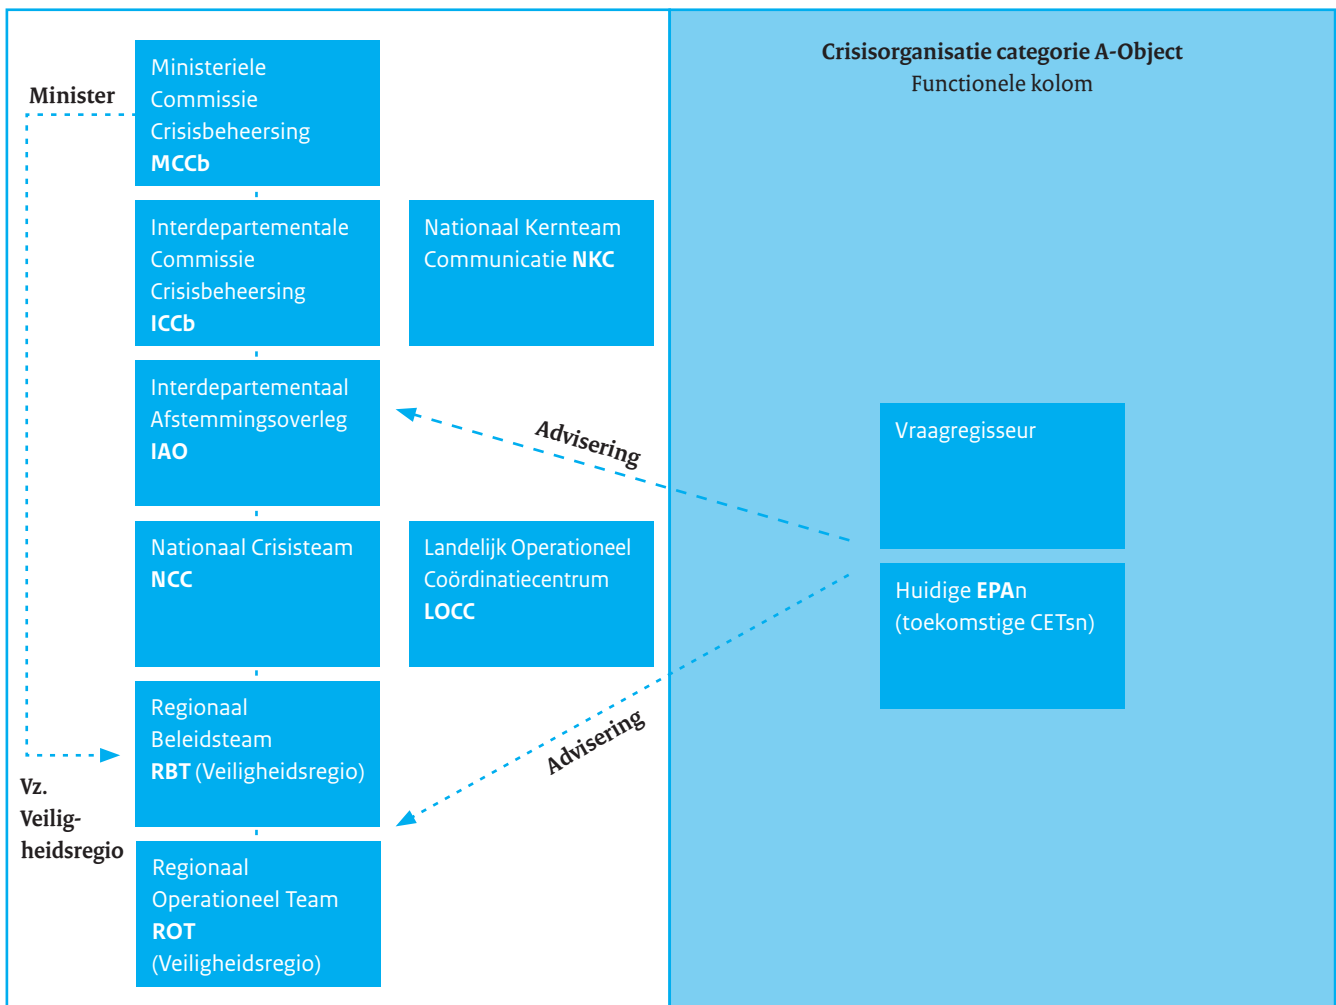 Minister
Ministeriele
Commissie
Crisisbeheersing
MCCb
Interdepartementale
Commissie
Crisisbeheersing
ICCb
Nationaal Kernteam
Communicatie NKC
Interdepartementaal
Afstemmingsoverleg
IAO
Nationaal Crisisteam
NCC
Landelijk Operationeel
Coördinatiecentrum
LOCC
Regionaal
Beleidsteam
RBT (Veiligheidsregio)
Vz.
Veilig-
heidsregio
Regionaal
Operationeel Team
ROT
(Veiligheidsregio)
Advisering
Advisering
Crisisorganisatie categorie A-Object
Functionele kolom
Vraagregisseur
Huidige EPAn
(toekomstige CETsn)